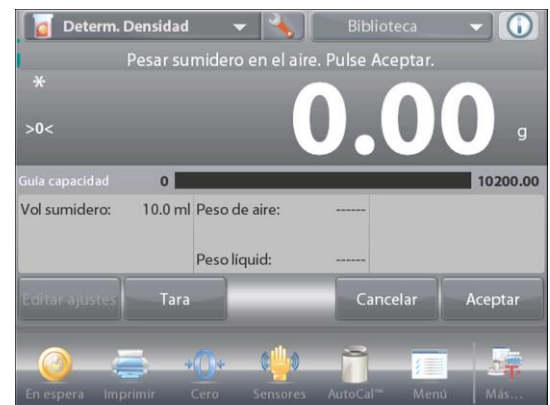 Determ. Densidad Biblioteca
Pesar sumidero en el aire. Pulse Aceptar.
*
>0< 0.00 g
Guía capacidad 0 10200.00
Vol sumidero: 10.0 ml Peso de aire: ------
Peso líquid: ------
Editar ajustes Tara Cancelar Aceptar
En espera Imprimir Cero Sensores AutoCal™ Menú Más...